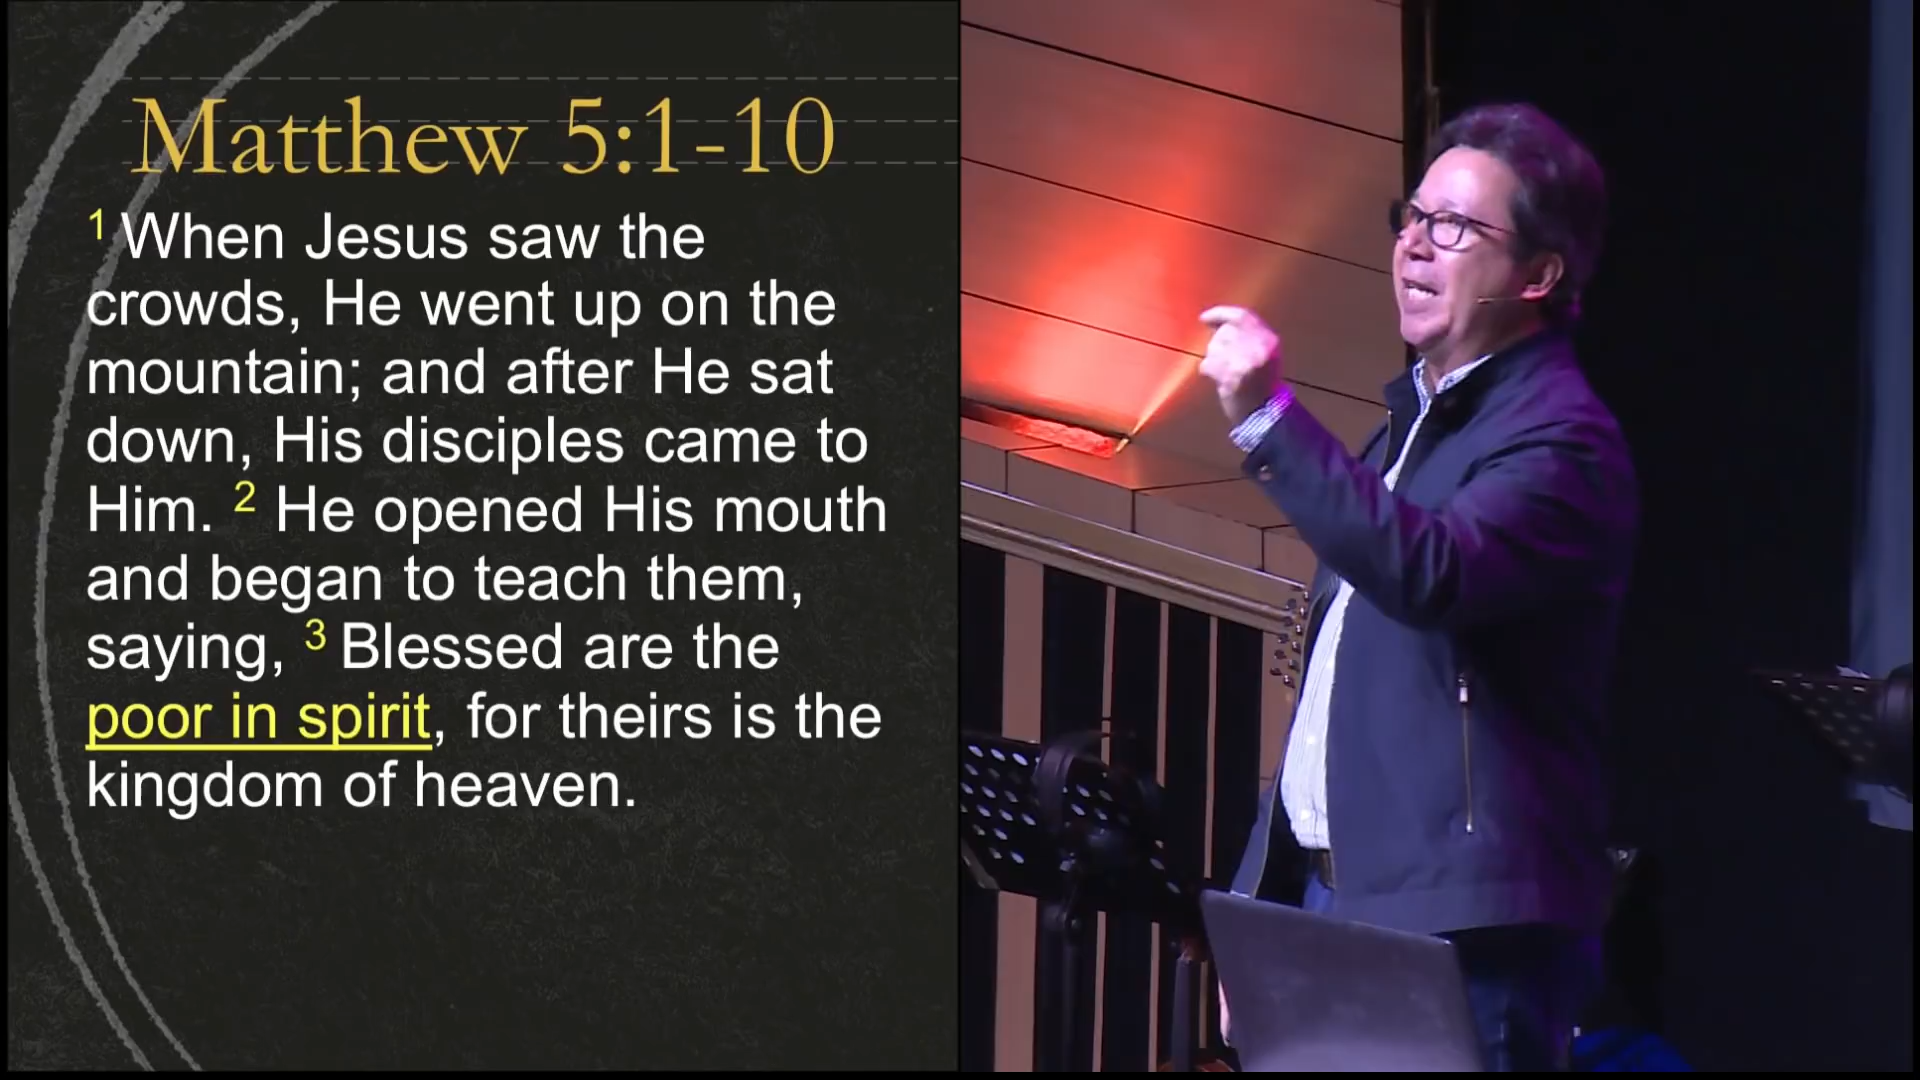 Matthew 5:1-10
1 When Jesus saw the
crowds, He went up on the
mountain; and after He sat
down, His disciples came to
Him. 2 He opened His mouth
and began to teach them,
saying, 3 Blessed are the
poor in spirit, for theirs is the
kingdom of heaven.